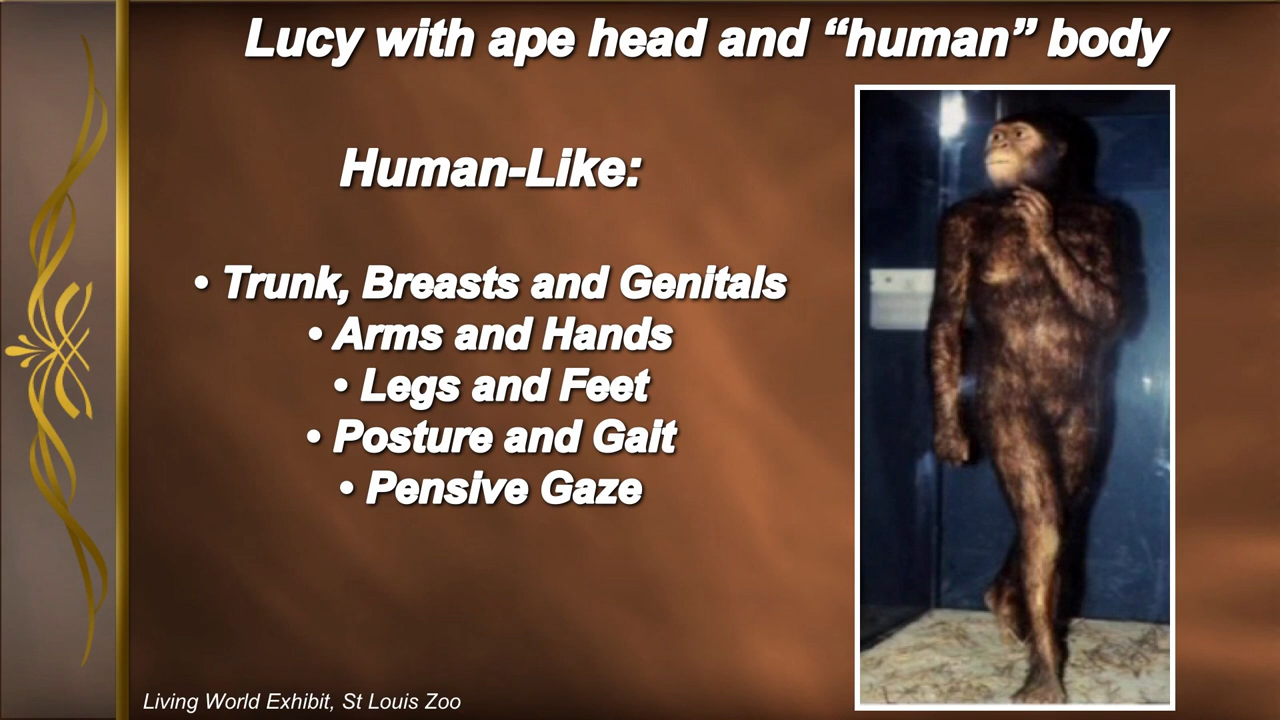 Lucy with ape head and “human” body
Human-Like:
• Trunk, Breasts and Genitals
• Arms and Hands
• Legs and Feet
• Posture and Gait
• Pensive Gaze
Living World Exhibit, St Louis Zoo